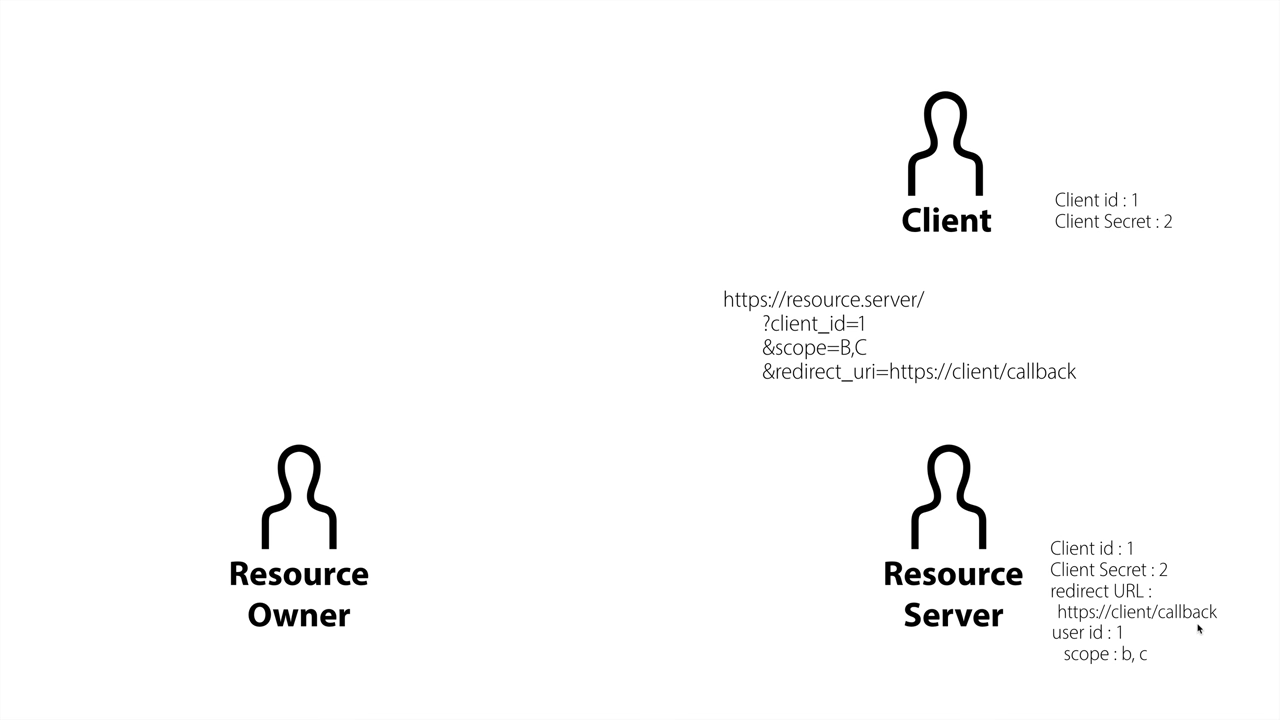 Client
Client id : 1
Client Secret : 2
https://resource.server/
?client_id=1
&scope=B,C
&redirect_uri=https://client/callback
Resource
Owner
Resource
Server
Client id : 1
Client Secret : 2
redirect URL :
https://client/callback
user id : 1
scope : b, c